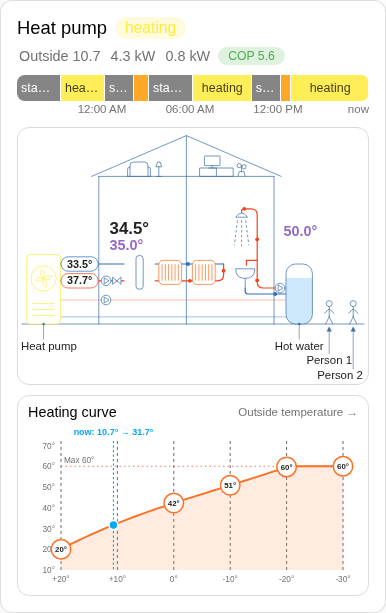 Heat pump heating
Outside 10.7 4.3 kW 0.8 kW COP 5.6
sta… hea… s… sta… heating s… heating
12:00 AM 06:00 AM 12:00 PM now
34.5°
35.0°
50.0°
33.5°
37.7°
Heat pump
Hot water
Person 1
Person 2
Heating curve Outside temperature →
now: 10.7° → 31.7°
70°
60° Max 60° 60° 60°
50° 51°
40° 42°
30°
20° 20°
10°
+20° +10° 0° -10° -20° -30°